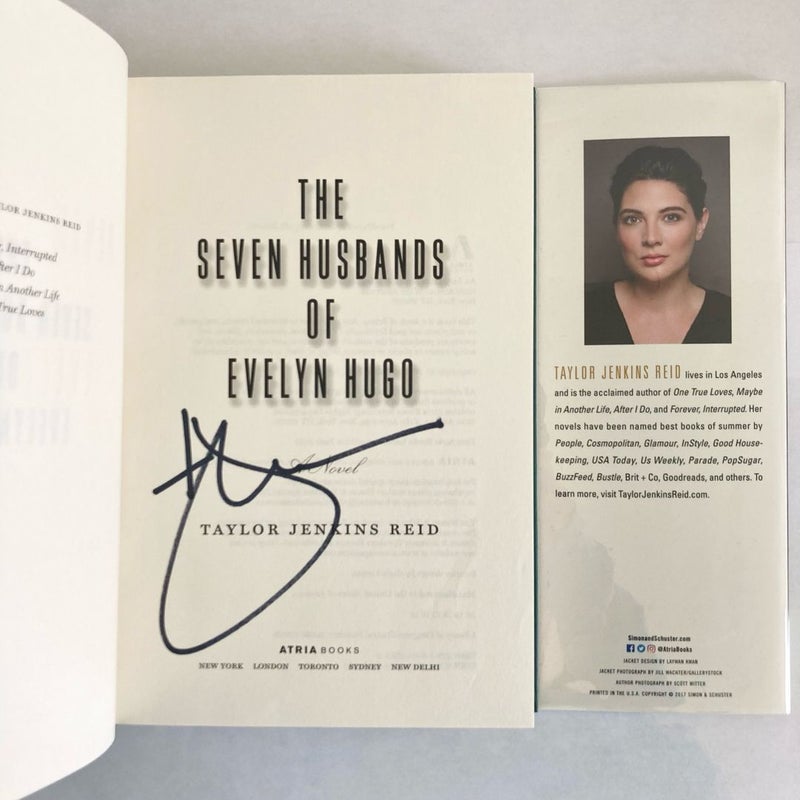 LOR JENKINS REID
Interrupted
After I Do
Another Life
True Loves
THE
SEVEN HUSBANDS
OF
EVELYN HUGO
A Novel
TAYLOR JENKINS REID
ATRIA BOOKS
NEW YORK LONDON TORONTO SYDNEY NEW DELHI
TAYLOR JENKINS REID lives in Los Angeles
and is the acclaimed author of One True Loves, Maybe
in Another Life, After I Do, and Forever, Interrupted. Her
novels have been named best books of summer by
People, Cosmopolitan, Glamour, InStyle, Good House-
keeping, USA Today, Us Weekly, Parade, PopSugar,
BuzzFeed, Bustle, Brit + Co, Goodreads, and others. To
learn more, visit TaylorJenkinsReid.com.
SimonandSchuster.com
@AtriaBooks
JACKET DESIGN BY LAYWAN KWAN
JACKET PHOTOGRAPH BY JILL WACHTER/GALLERYSTOCK
AUTHOR PHOTOGRAPH BY SCOTT WITTER
PRINTED IN THE U.S.A. COPYRIGHT © 2017 SIMON & SCHUSTER